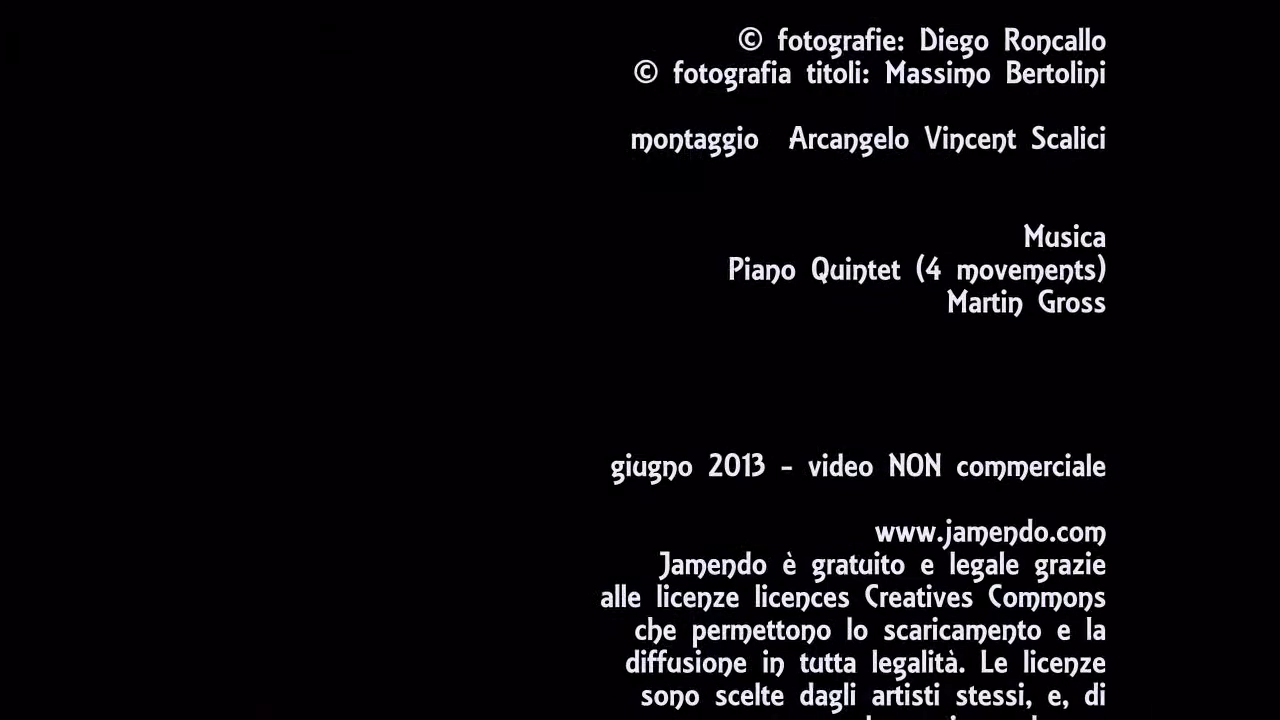 © fotografie: Diego Roncallo
© fotografia titoli: Massimo Bertolini
montaggio Arcangelo Vincent Scalici
Musica
Piano Quintet (4 movements)
Martin Gross
giugno 2013 - video NON commerciale
www.jamendo.com
Jamendo è gratuito e legale grazie
alle licenze licences Creatives Commons
che permettono lo scaricamento e la
diffusione in tutta legalità. Le licenze
sono scelte dagli artisti stessi, e, di